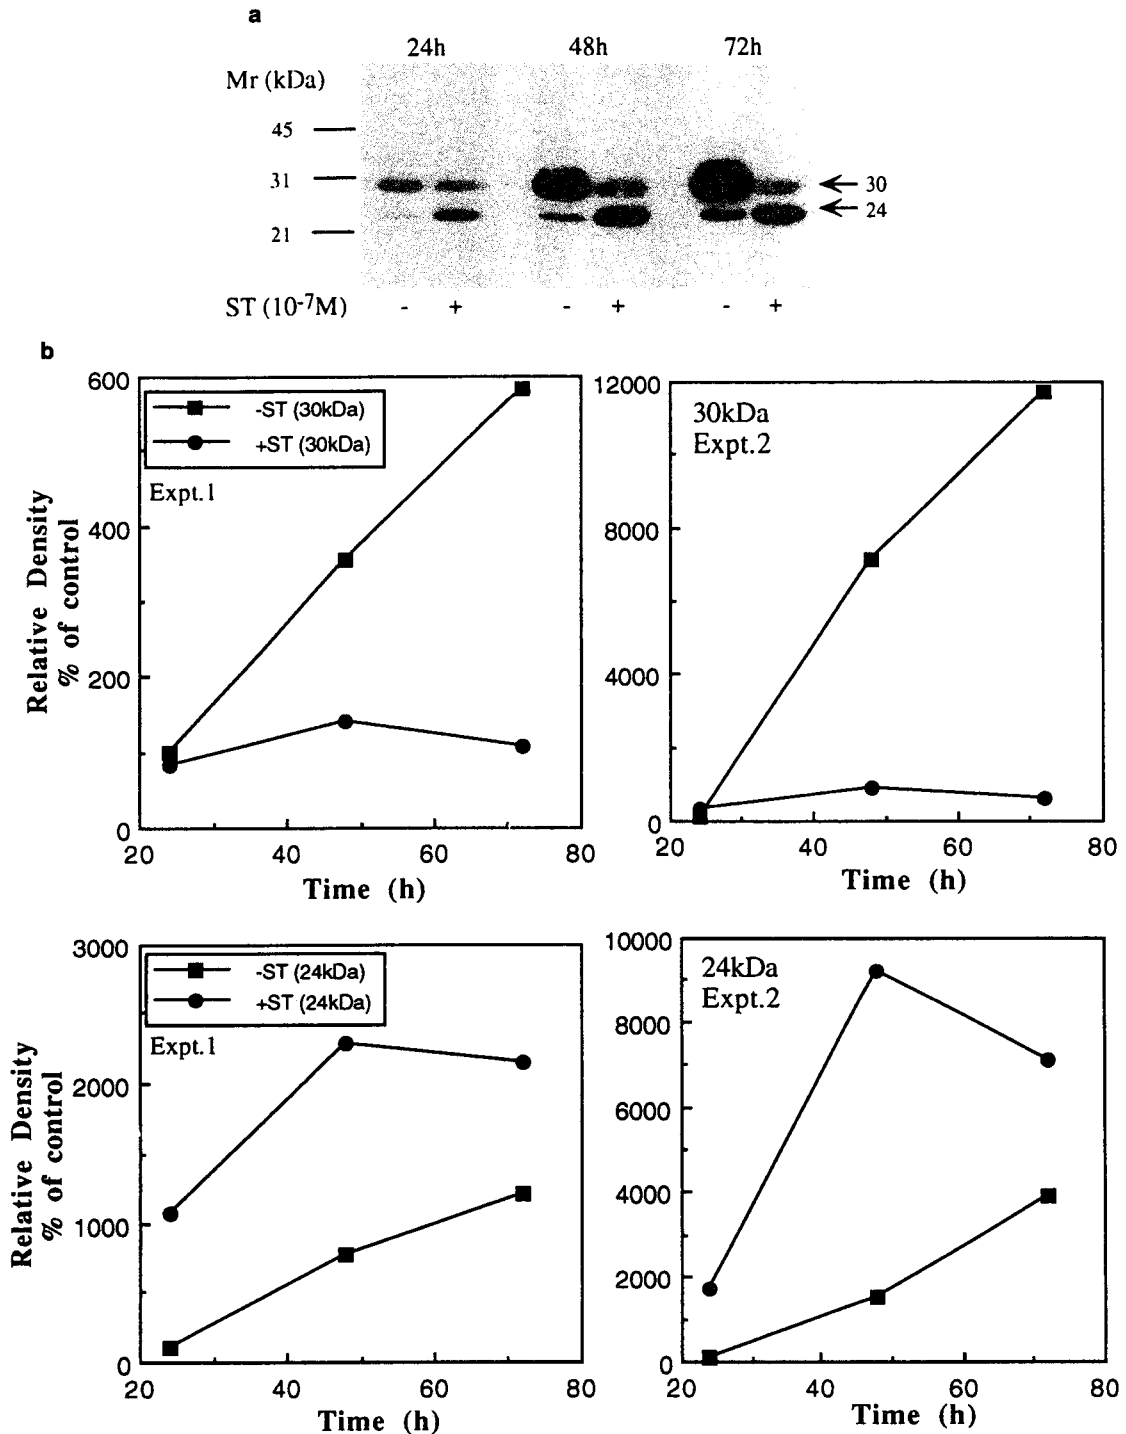 a
24h 48h 72h
Mr (kDa)
45
31
21
30
24
ST (10-7M) - + - + - +
b
600
400
200
0
20 40 60 80
-ST (30kDa)
+ST (30kDa)
Expt.1
Relative Density
% of control
Time (h)
12000
8000
4000
0
20 40 60 80
30kDa
Expt.2
Time (h)
3000
2000
1000
0
20 40 60 80
-ST (24kDa)
+ST (24kDa)
Expt.1
Relative Density
% of control
Time (h)
10000
8000
6000
4000
2000
0
20 40 60 80
24kDa
Expt.2
Time (h)